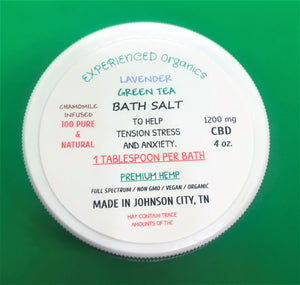 EXPERIENCED Organics
LAVENDER
GREEN TEA
BATH SALT
CHAMOMILE
INFUSED
100 PURE
&
NATURAL
TO HELP
TENSION STRESS
AND ANXIETY.
1200 mg
CBD
4 oz.
1 TABLESPOON PER BATH
PREMIUM HEMP
FULL SPECTRUM / NON GMO / VEGAN / ORGANIC
MADE IN JOHNSON CITY, TN
MAY CONTAIN TRACE
AMOUNTS OF THC